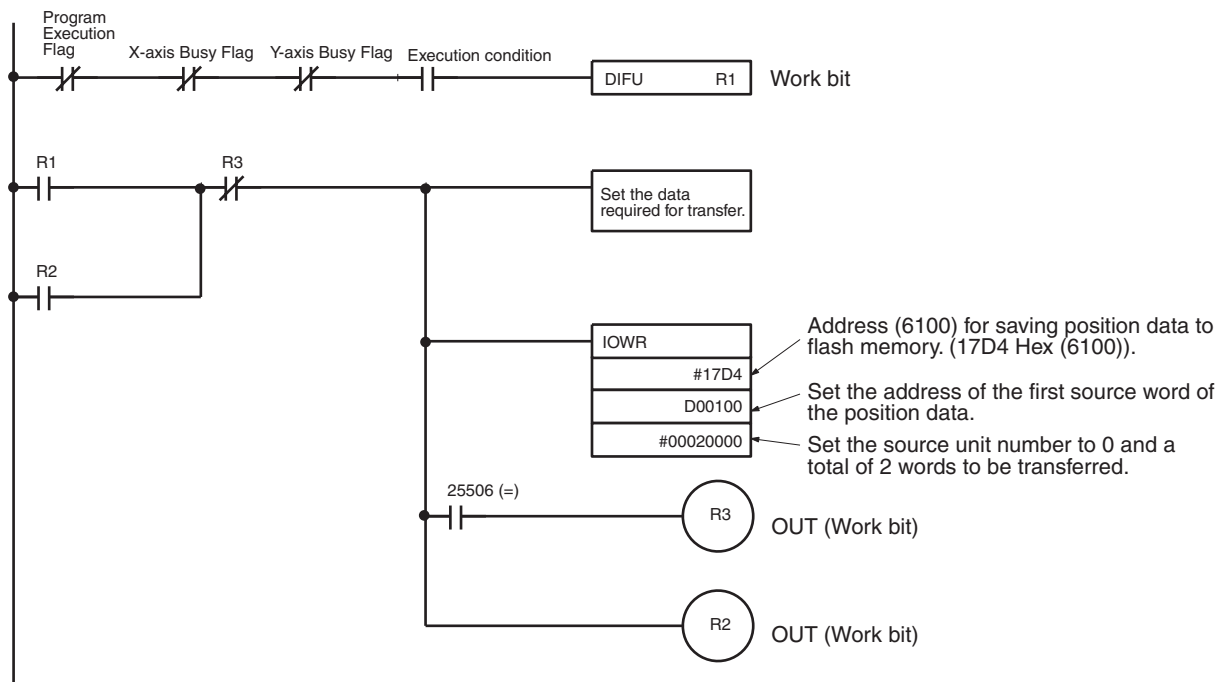 Program
Execution
Flag
X-axis Busy Flag
Y-axis Busy Flag
Execution condition
DIFU R1
Work bit
R1
R3
Set the data
required for transfer.
R2
IOWR
#17D4
D00100
#00020000
Address (6100) for saving position data to
flash memory. (17D4 Hex (6100)).
Set the address of the first source word of
the position data.
Set the source unit number to 0 and a
total of 2 words to be transferred.
25506 (=)
R3
OUT (Work bit)
R2
OUT (Work bit)